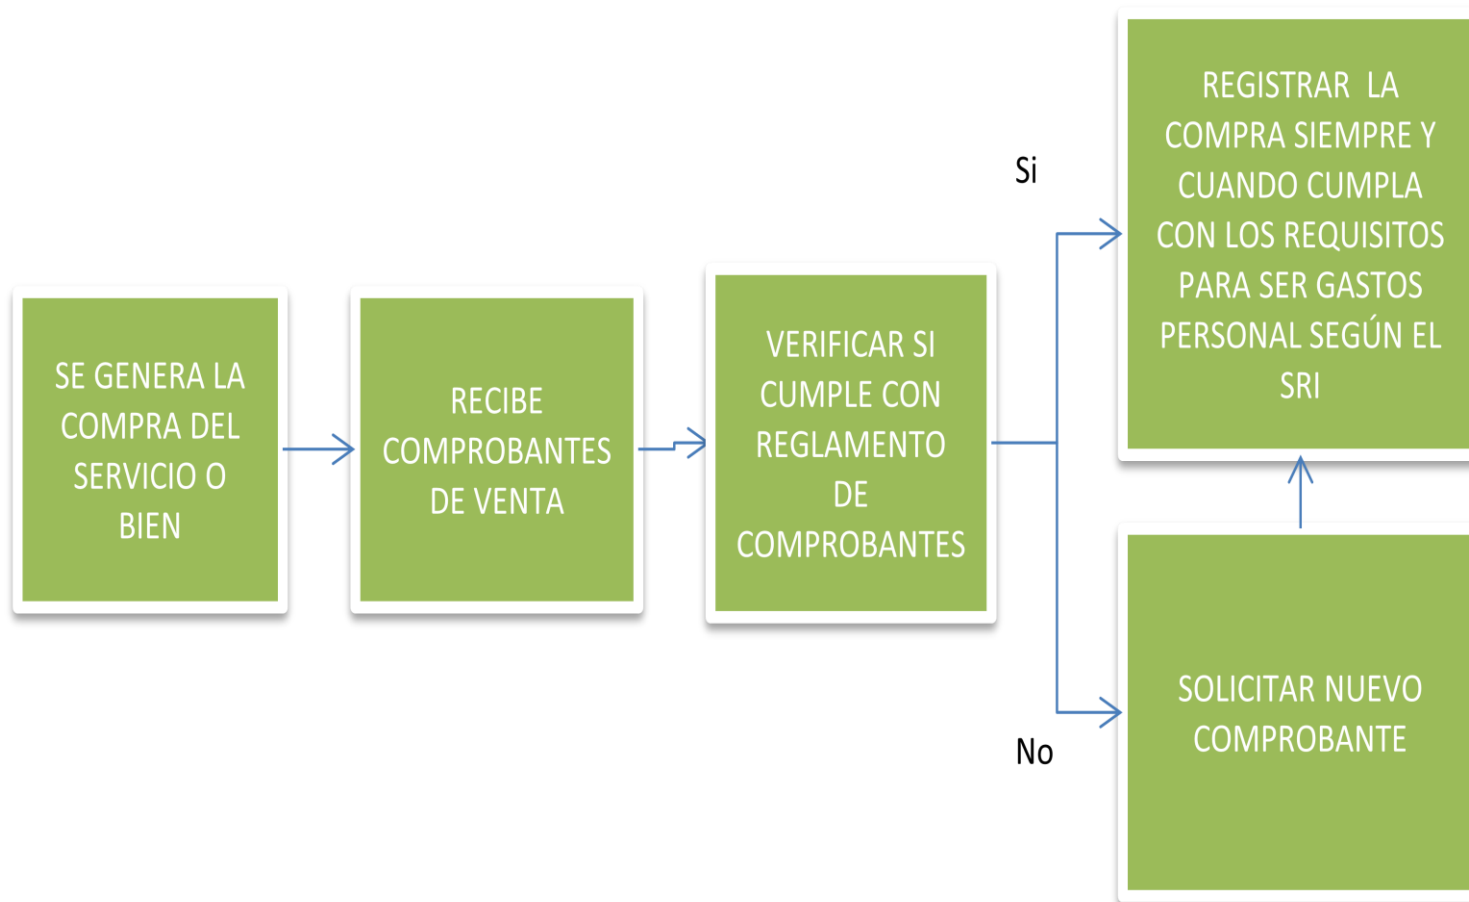 SE GENERA LA
COMPRA DEL
SERVICIO O
BIEN
RECIBE
COMPROBANTES
DE VENTA
VERIFICAR SI
CUMPLE CON
REGLAMENTO
DE
COMPROBANTES
Si
REGISTRAR LA
COMPRA SIEMPRE Y
CUANDO CUMPLA
CON LOS REQUISITOS
PARA SER GASTOS
PERSONAL SEGÚN EL
SRI
No
SOLICITAR NUEVO
COMPROBANTE